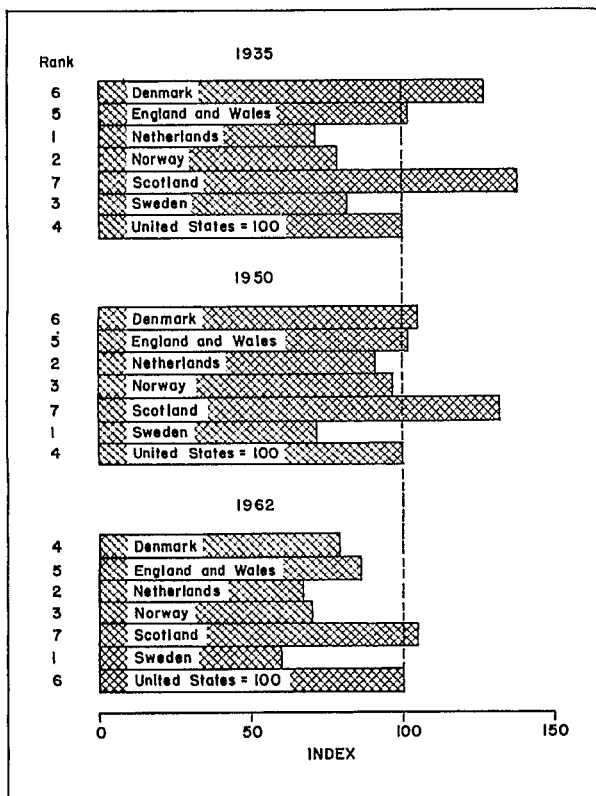 1935
Rank
6 Denmark
5 England and Wales
1 Netherlands
2 Norway
7 Scotland
3 Sweden
4 United States = 100
1950
6 Denmark
5 England and Wales
2 Netherlands
3 Norway
7 Scotland
1 Sweden
4 United States = 100
1962
4 Denmark
5 England and Wales
2 Netherlands
3 Norway
7 Scotland
1 Sweden
6 United States = 100
0 50 100 150
INDEX